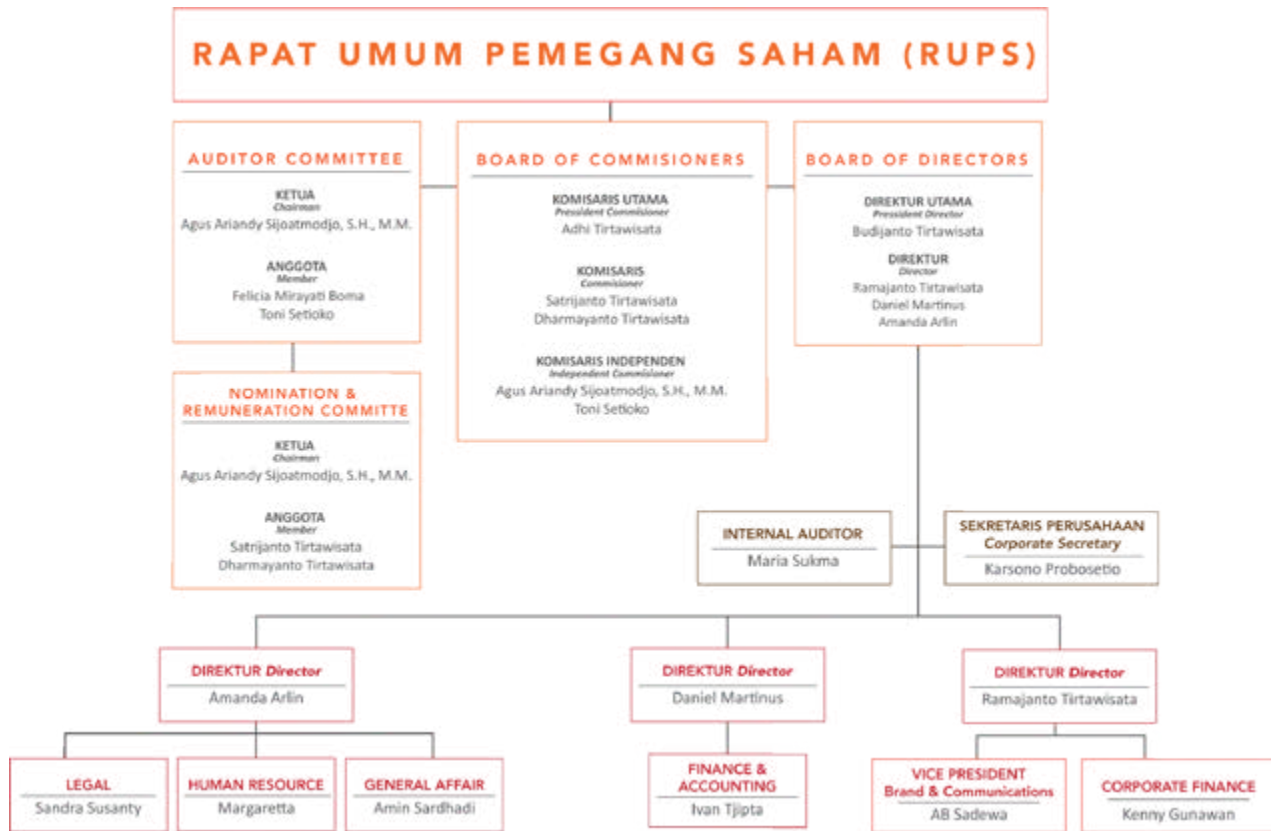 RAPAT UMUM PEMEGANG SAHAM (RUPS)
AUDITOR COMMITTEE
KETUA
Chairman
Agus Ariandy Sijoatmodjo, S.H., M.M.
ANGGOTA
Member
Felicia Mirayati Boma
Toni Setioko
NOMINATION &
REMUNERATION COMMITTE
KETUA
Chairman
Agus Ariandy Sijoatmodjo, S.H., M.M.
ANGGOTA
Member
Satrijanto Tirtawisata
Dharmayanto Tirtawisata
BOARD OF COMMISIONERS
KOMISARIS UTAMA
President Commisioner
Adhi Tirtawisata
KOMISARIS
Commisioner
Satrijanto Tirtawisata
Dharmayanto Tirtawisata
KOMISARIS INDEPENDEN
Independent Commisioner
Agus Ariandy Sijoatmodjo, S.H., M.M.
Toni Setioko
BOARD OF DIRECTORS
DIREKTUR UTAMA
President Director
Budijanto Tirtawisata
DIREKTUR
Director
Ramajanto Tirtawisata
Daniel Martinus
Amanda Arlin
INTERNAL AUDITOR
Maria Sukma
SEKRETARIS PERUSAHAAN
Corporate Secretary
Karsono Probosetio
DIREKTUR Director
Amanda Arlin
DIREKTUR Director
Daniel Martinus
DIREKTUR Director
Ramajanto Tirtawisata
LEGAL
Sandra Susanty
HUMAN RESOURCE
Margaretta
GENERAL AFFAIR
Amin Sardhadi
FINANCE &
ACCOUNTING
Ivan Tjipta
VICE PRESIDENT
Brand & Communications
AB Sadewa
CORPORATE FINANCE
Kenny Gunawan